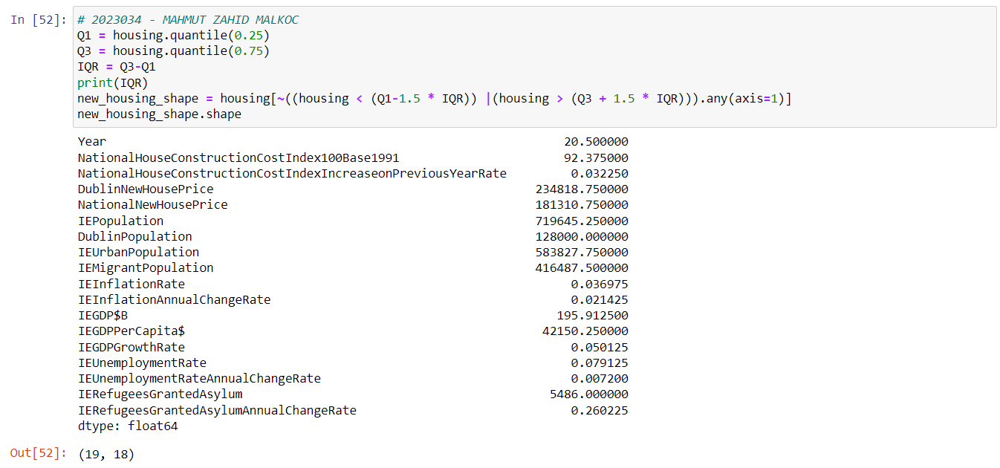 In [52]: # 2023034 - MAHMUT ZAHID MALKOC
Q1 = housing.quantile(0.25)
Q3 = housing.quantile(0.75)
IQR = Q3-Q1
print(IQR)
new_housing_shape = housing[~((housing < (Q1-1.5 * IQR)) |(housing > (Q3 + 1.5 * IQR))).any(axis=1)]
new_housing_shape.shape
Year 20.500000
NationalHouseConstructionCostIndex100Base1991 92.375000
NationalHouseConstructionCostIndexIncreaseonPreviousYearRate 0.032250
DublinNewHousePrice 234818.750000
NationalNewHousePrice 181310.750000
IEPopulation 719645.250000
DublinPopulation 128000.000000
IEUrbanPopulation 583827.750000
IEMigrantPopulation 416487.500000
IEInflationRate 0.036975
IEInflationAnnualChangeRate 0.021425
IEGDP$B 195.912500
IEGDPPerCapita$ 42150.250000
IEGDPGrowthRate 0.050125
IEUnemploymentRate 0.079125
IEUnemploymentRateAnnualChangeRate 0.007200
IERefugeesGrantedAsylum 5486.000000
IERefugeesGrantedAsylumAnnualChangeRate 0.260225
dtype: float64
Out[52]: (19, 18)